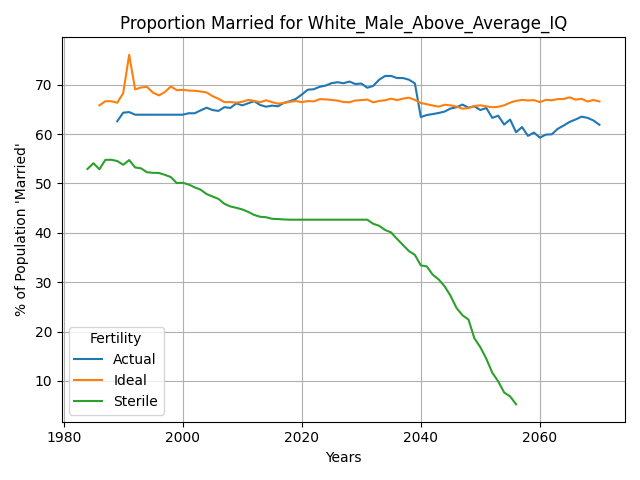 Proportion Married for White_Male_Above_Average_IQ
% of Population 'Married'
70
60
50
40
30
20
10
Fertility
Actual
Ideal
Sterile
1980 2000 2020 2040 2060
Years